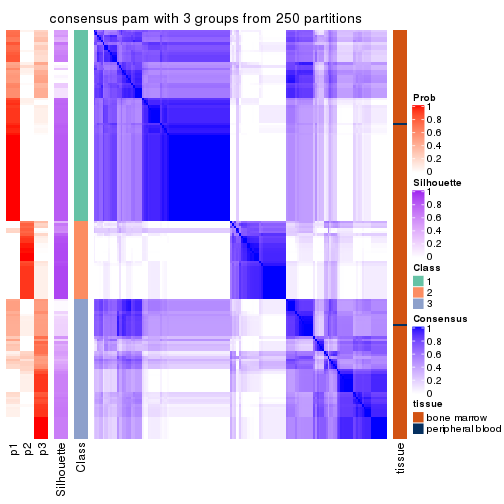 consensus pam with 3 groups from 250 partitions
Prob
1
0.8
0.6
0.4
0.2
0
Silhouette
1
0.8
0.6
0.4
0.2
0
Class
1
2
3
Consensus
1
0.8
0.6
0.4
0.2
0
tissue
bone marrow
peripheral blood
p1
p2
p3
Silhouette
Class
tissue